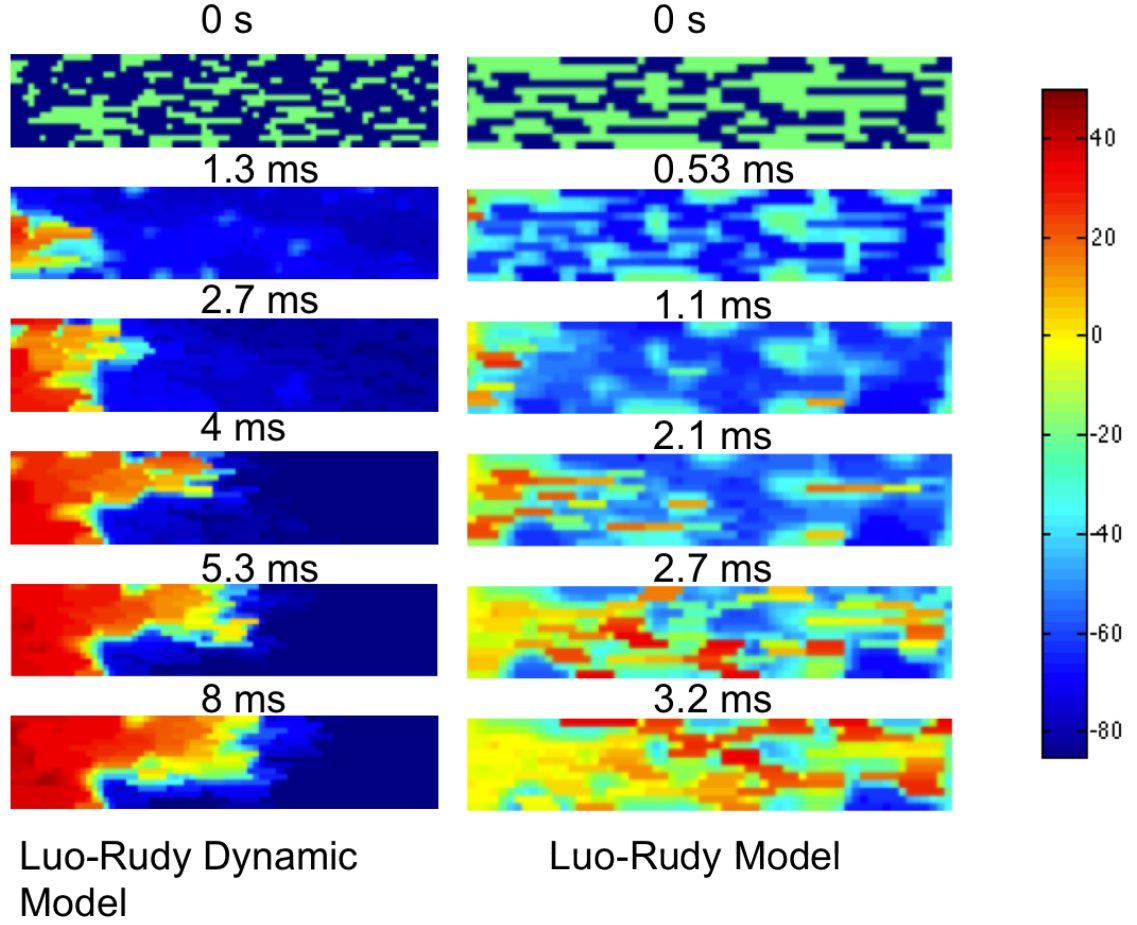 0 s
0 s
1.3 ms
0.53 ms
2.7 ms
1.1 ms
4 ms
2.1 ms
5.3 ms
2.7 ms
8 ms
3.2 ms
40
20
0
-20
-40
-60
-80
Luo-Rudy Dynamic
Model
Luo-Rudy Model